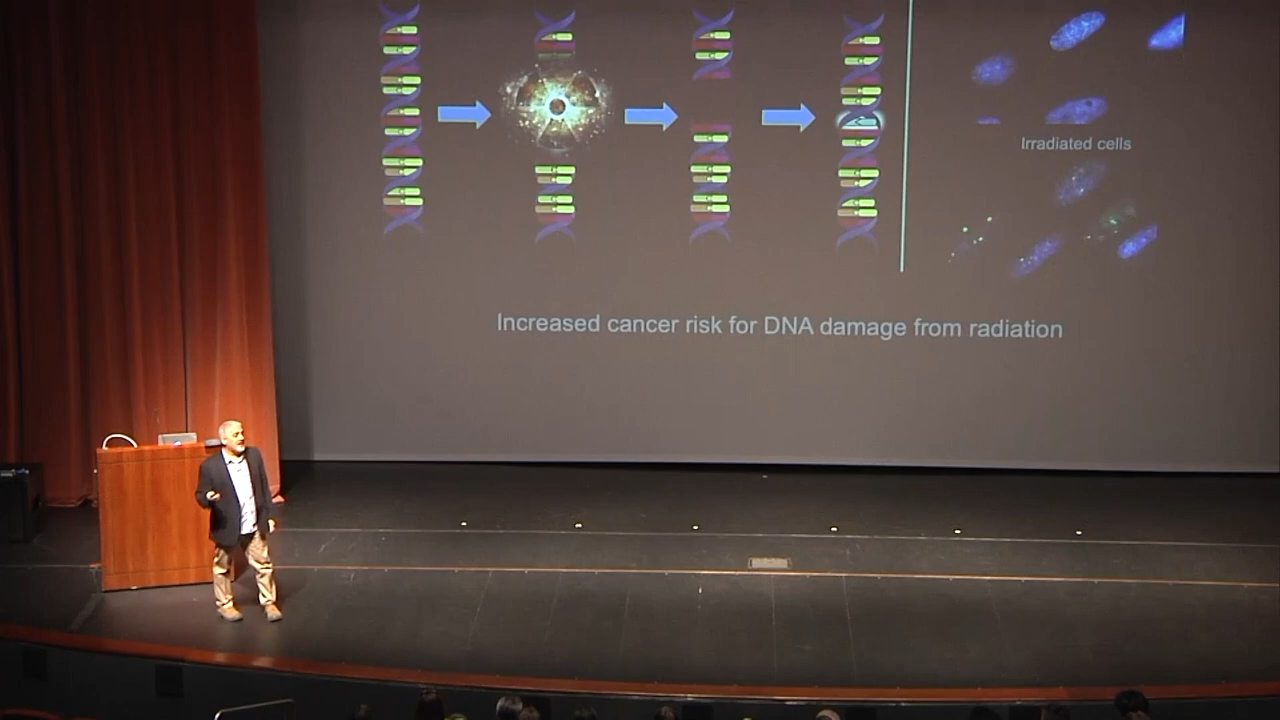 Irradiated cells
Increased cancer risk for DNA damage from radiation